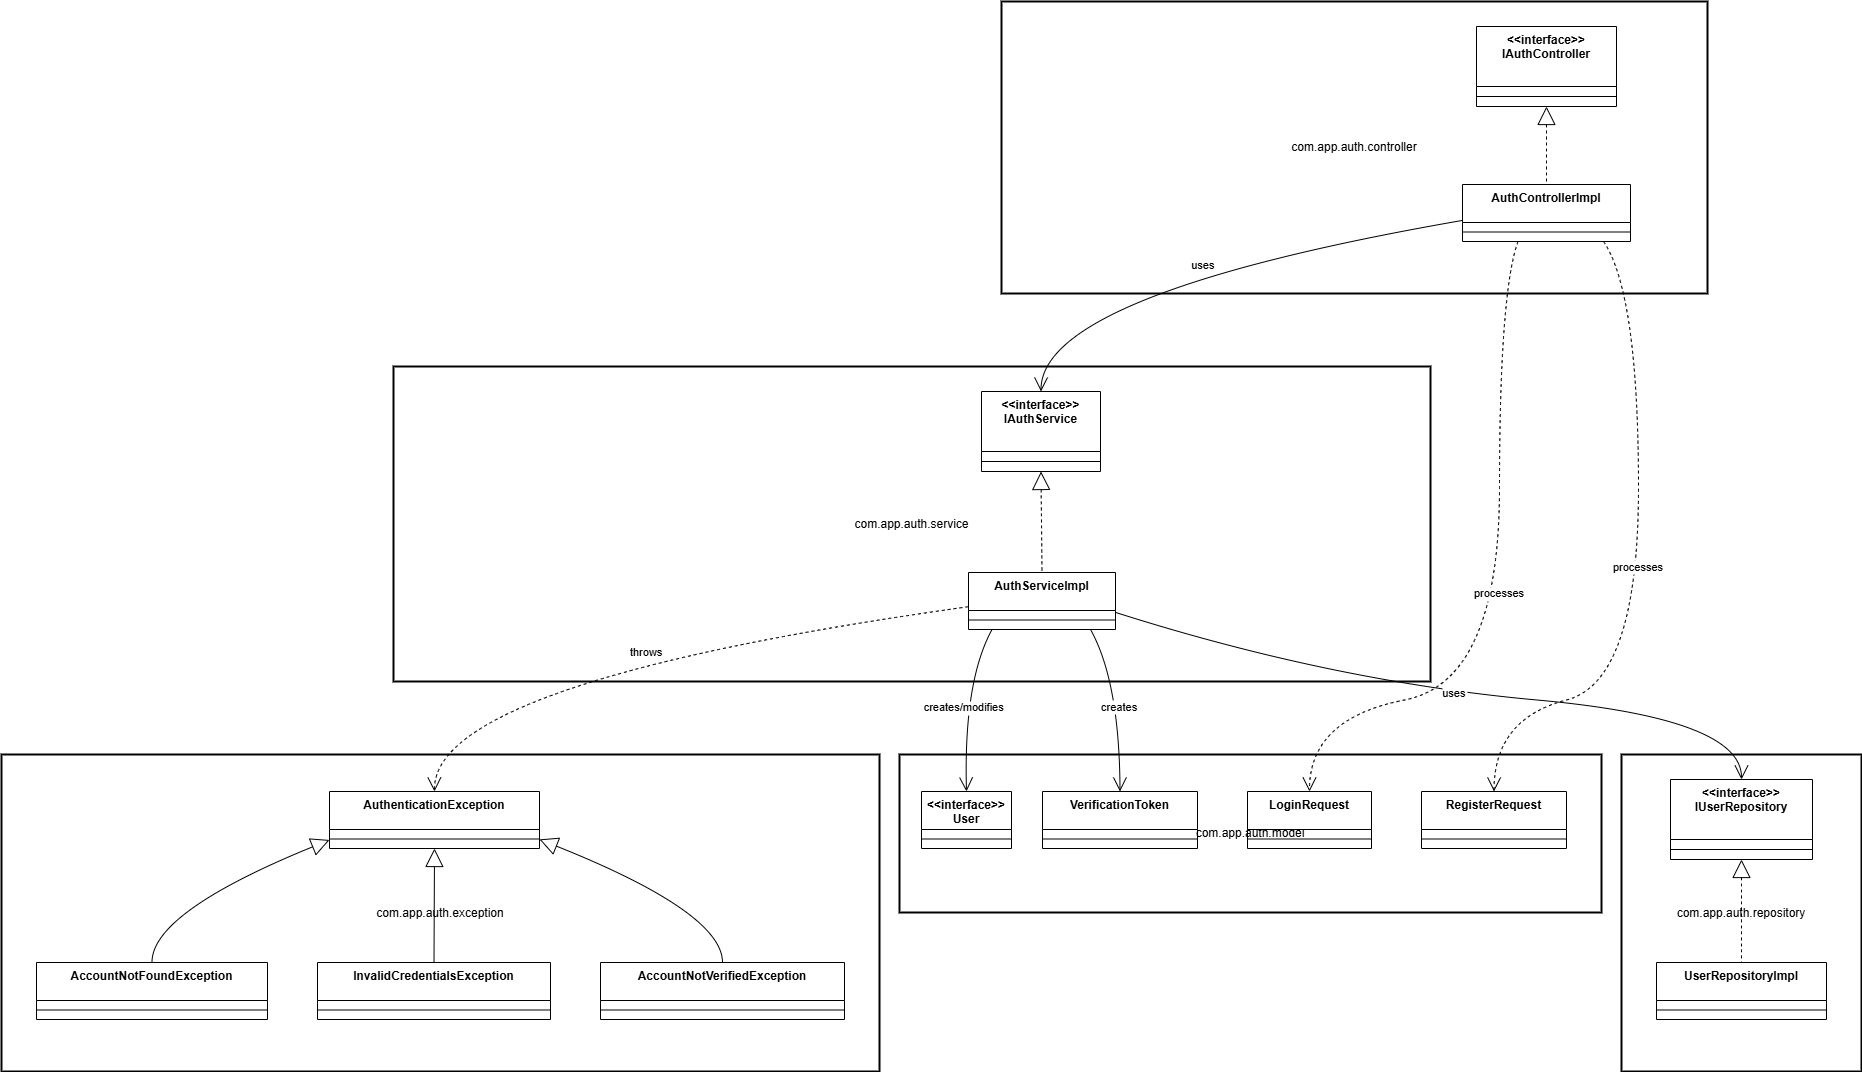 <<interface>>
IAuthController
com.app.auth.controller
AuthControllerImpl
uses
<<interface>>
IAuthService
com.app.auth.service
AuthServiceImpl
processes
processes
throws
uses
creates/modifies
creates
AuthenticationException
<<interface>>
User
VerificationToken
LoginRequest
RegisterRequest
com.app.auth.model
<<interface>>
IUserRepository
com.app.auth.exception
com.app.auth.repository
AccountNotFoundException
InvalidCredentialsException
AccountNotVerifiedException
UserRepositoryImpl